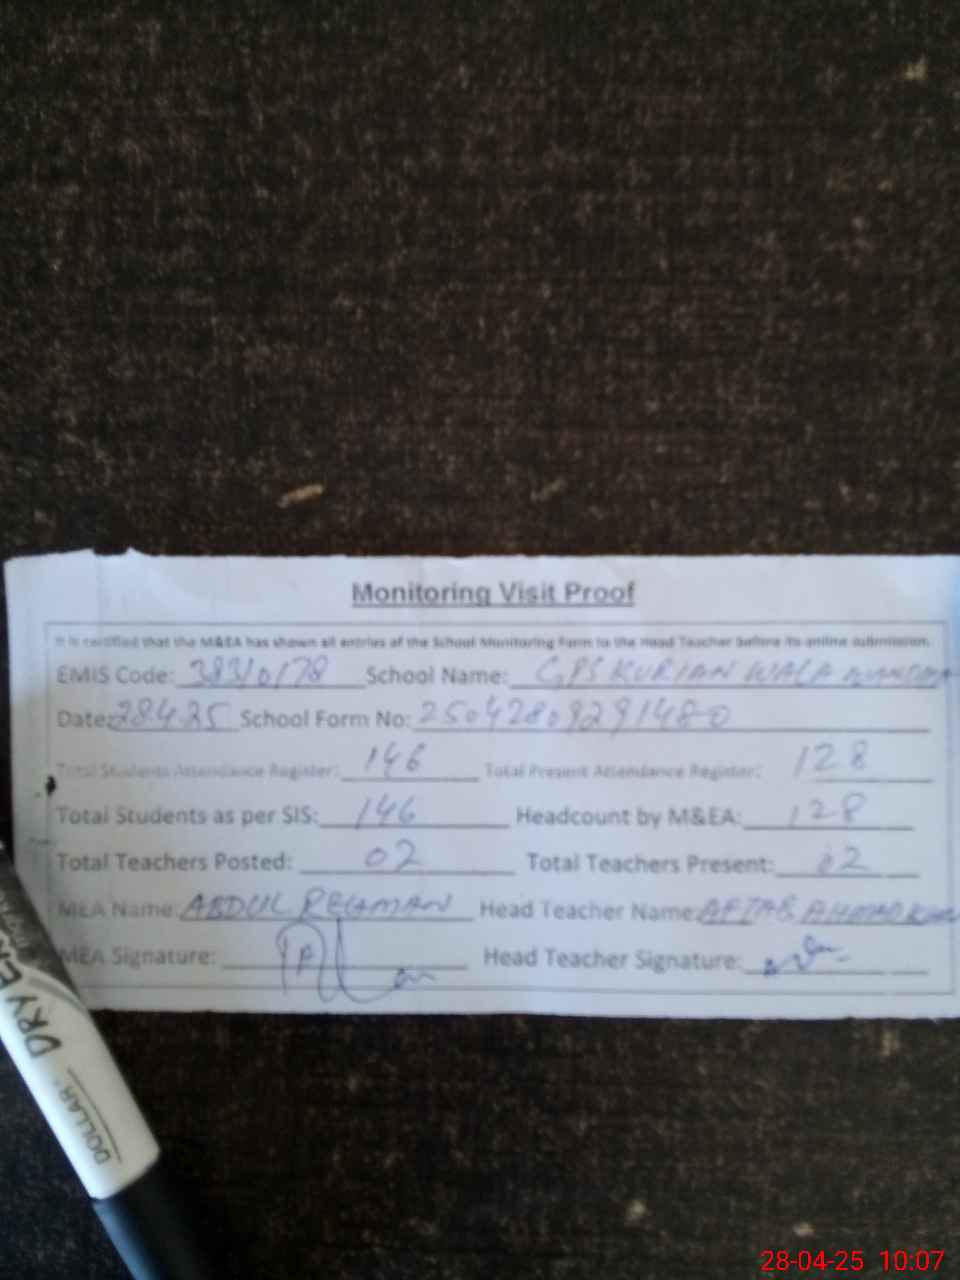 Monitoring Visit Proof
It is certified that the M&EA has shown all entries of the School Monitoring Form to the Head Teacher before its online submission.
EMIS Code: 38310178 School Name: GPS KURIAN WALA
Date: 28.4.25 School Form No: 25042809291480
Total Students Attendance Register: 146 Total Present Attendance Register: 128
Total Students as per SIS: 146 Headcount by M&EA: 128
Total Teachers Posted: 02 Total Teachers Present: 02
MEA Name: ABDUL REHMAN Head Teacher Name: AFTAB AHMAD KHAN
MEA Signature: Head Teacher Signature:
DRY
DOLLAR
28-04-25 10:07